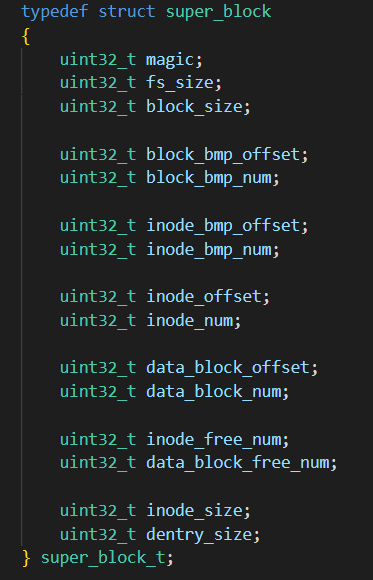 typedef struct super_block
{
    uint32_t magic;
    uint32_t fs_size;
    uint32_t block_size;

    uint32_t block_bmp_offset;
    uint32_t block_bmp_num;

    uint32_t inode_bmp_offset;
    uint32_t inode_bmp_num;

    uint32_t inode_offset;
    uint32_t inode_num;

    uint32_t data_block_offset;
    uint32_t data_block_num;

    uint32_t inode_free_num;
    uint32_t data_block_free_num;

    uint32_t inode_size;
    uint32_t dentry_size;
} super_block_t;